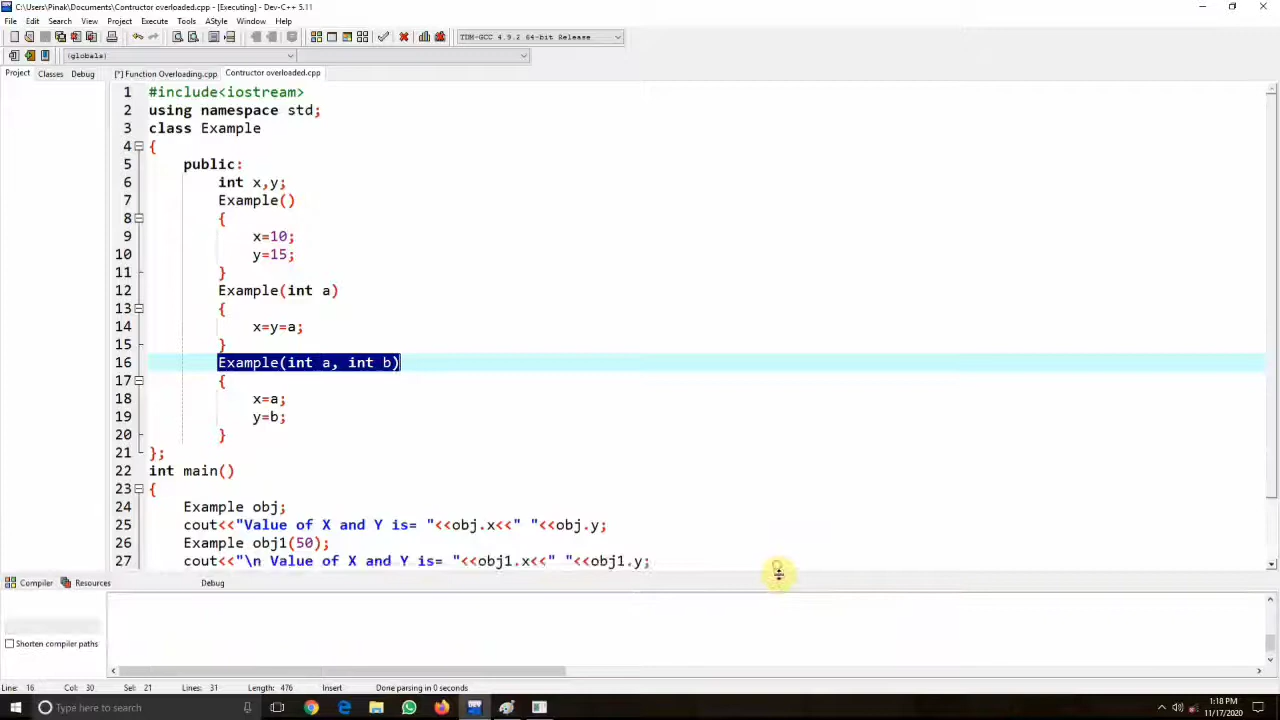 C:\Users\Pinak\Documents\Contructor overloaded.cpp - [Executing] - Dev-C++ 5.11
File Edit Search View Project Execute Tools AStyle Window Help
TDM-GCC 4.9.2 64-bit Release
(globals)
Project Classes Debug [*] Function Overloading.cpp Contructor overloaded.cpp
1 #include<iostream>
2 using namespace std;
3 class Example
4 {
5 public:
6 int x,y;
7 Example()
8 {
9 x=10;
10 y=15;
11 }
12 Example(int a)
13 {
14 x=y=a;
15 }
16 Example(int a, int b)
17 {
18 x=a;
19 y=b;
20 }
21 };
22 int main()
23 {
24 Example obj;
25 cout<<"Value of X and Y is= "<<obj.x<<" "<<obj.y;
26 Example obj1(50);
27 cout<<"\n Value of X and Y is= "<<obj1.x<<" "<<obj1.y;
Compiler Resources Debug
Shorten compiler paths
Line: 16 Col: 30 Sel: 21 Lines: 31 Length: 476 Insert Done parsing in 0 seconds
Type here to search
1:18 PM
11/17/2020